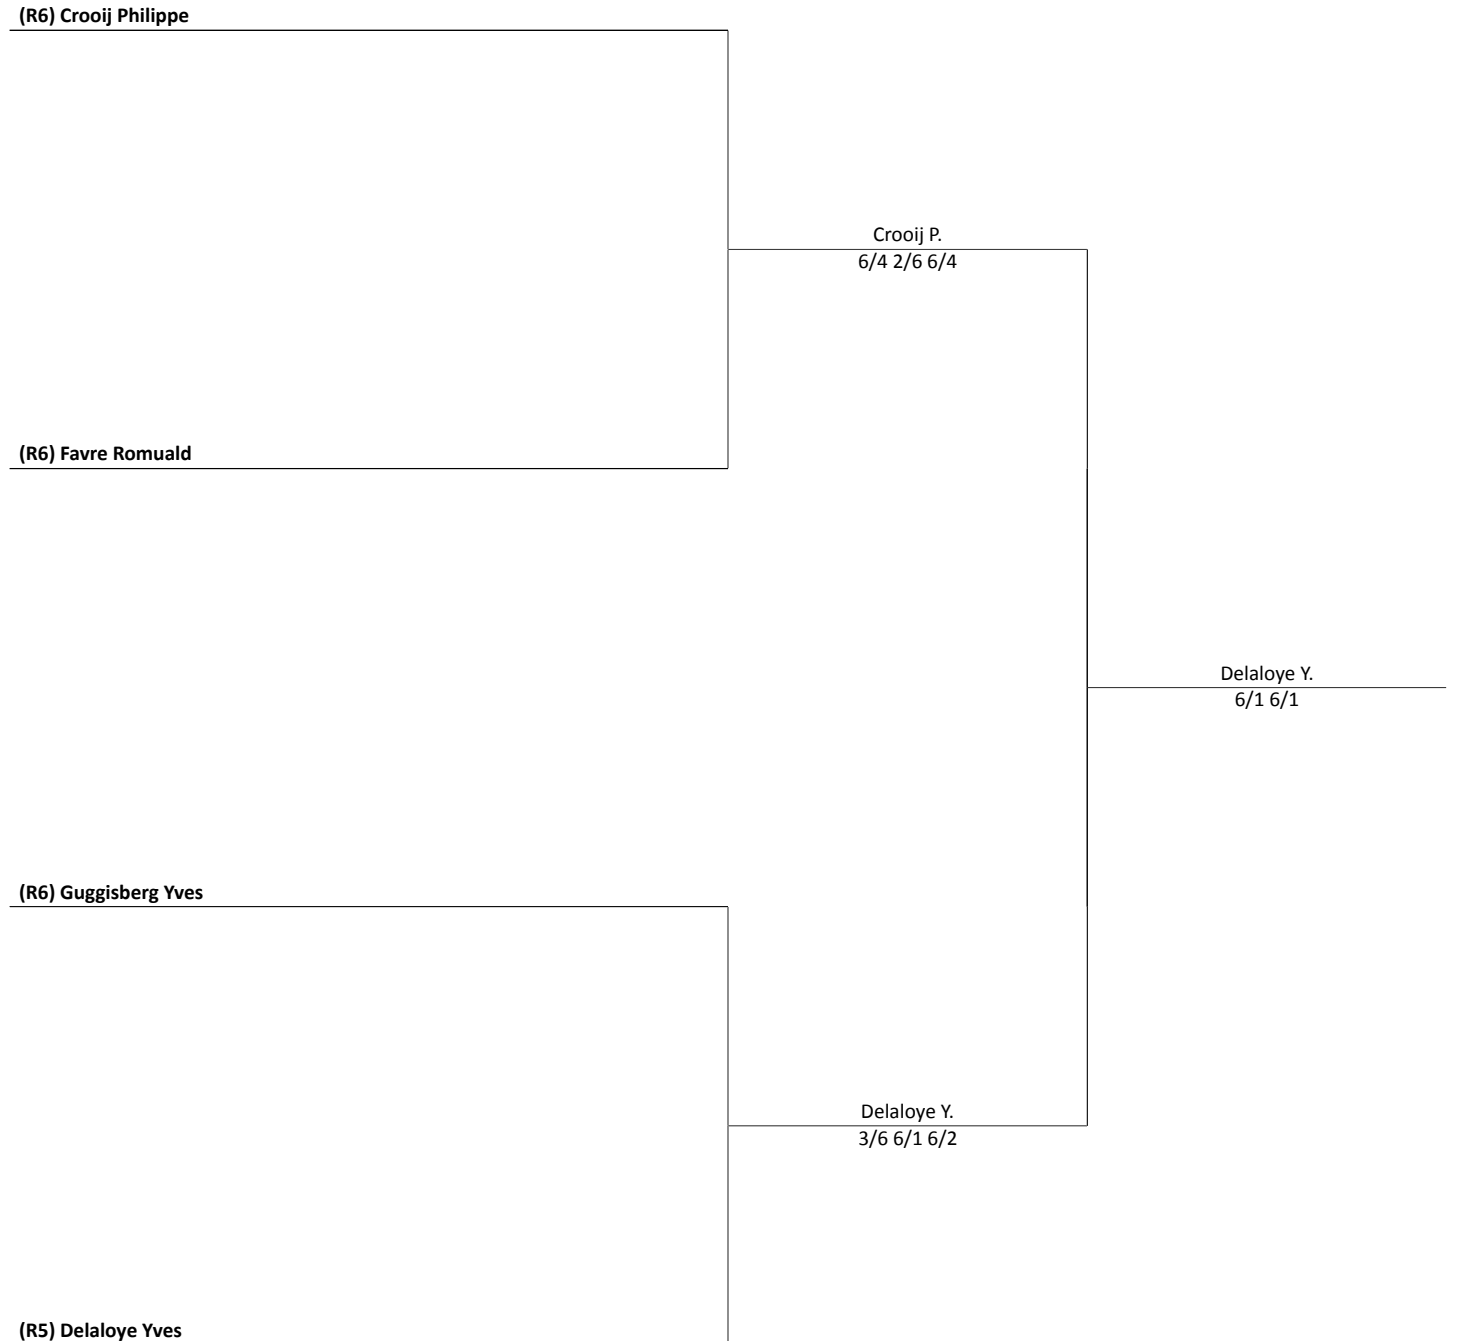 (R6) Crooij Philippe
Crooij P.
6/4 2/6 6/4
(R6) Favre Romuald
Delaloye Y.
6/1 6/1
(R6) Guggisberg Yves
Delaloye Y.
3/6 6/1 6/2
(R5) Delaloye Yves